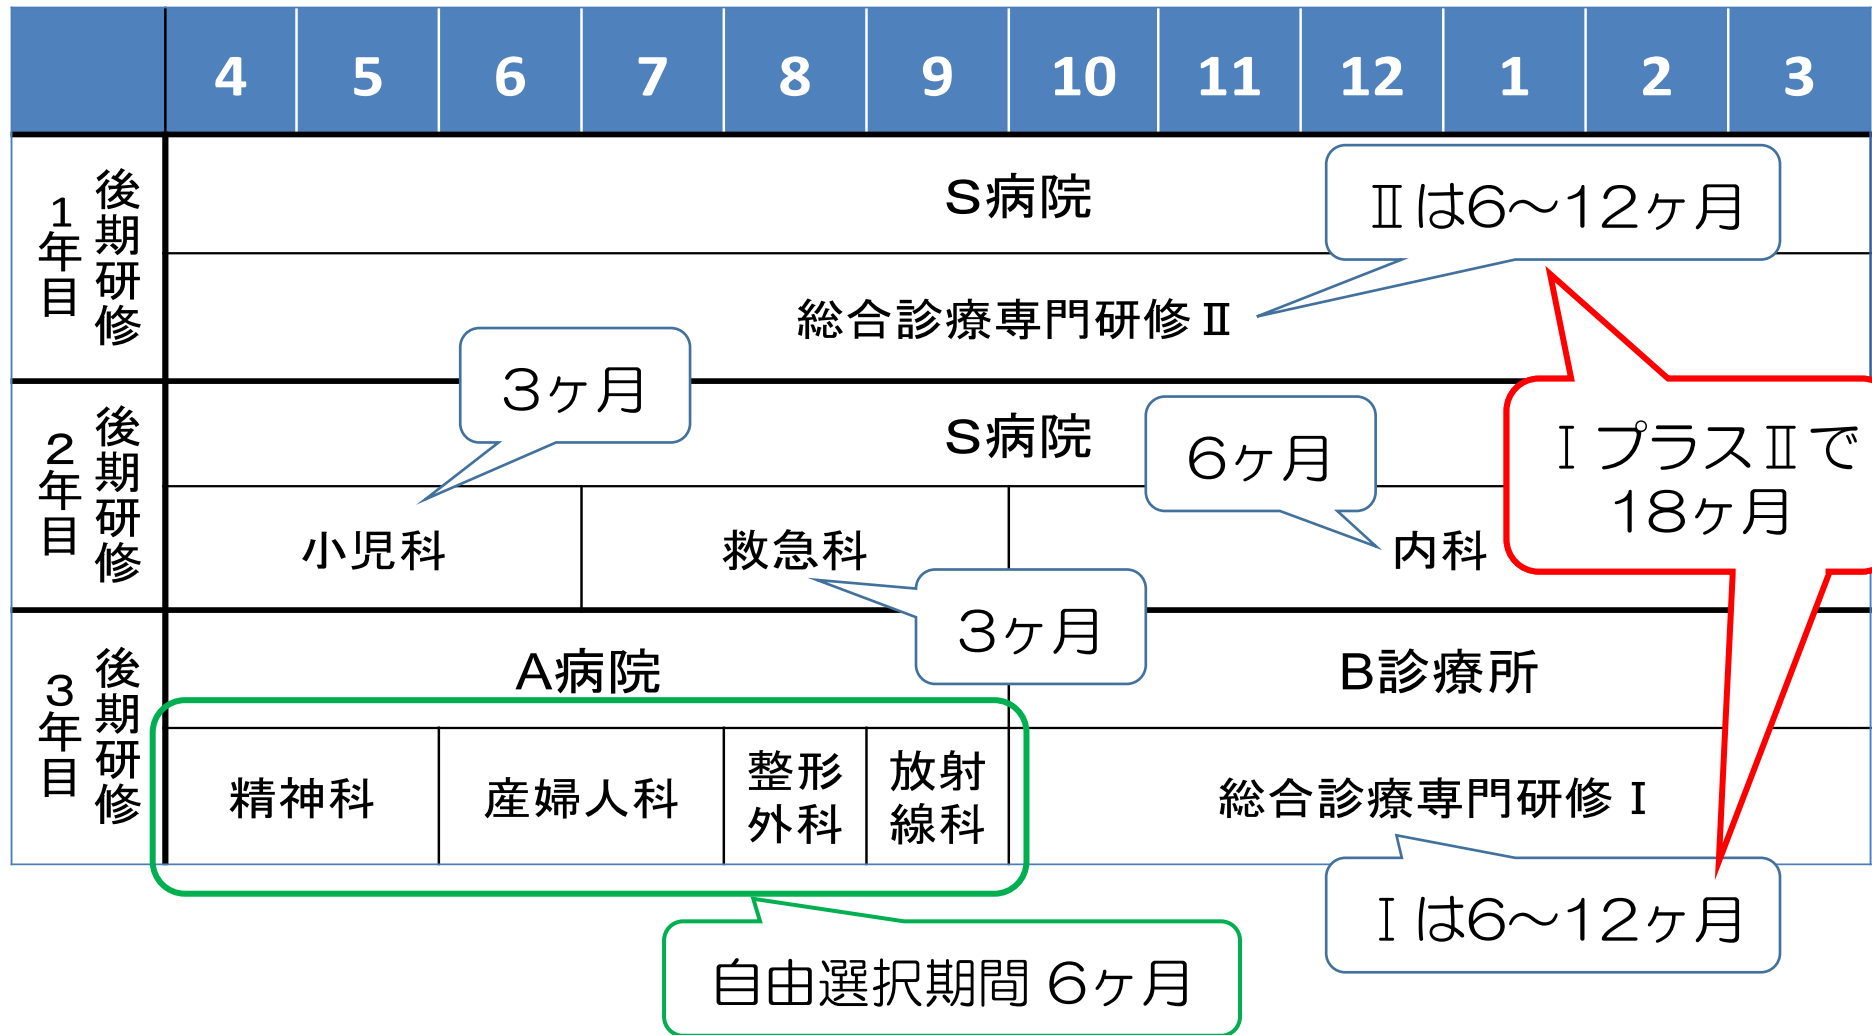 4 5 6 7 8 9 10 11 12 1 2 3
後期研修
1年目
S病院
Ⅱは6～12ヶ月
総合診療専門研修Ⅱ
後期研修
2年目
3ヶ月
S病院
6ヶ月
ⅠプラスⅡで
18ヶ月
小児科
救急科
内科
3ヶ月
後期研修
3年目
A病院
B診療所
精神科
産婦人科
整形
外科
放射
線科
総合診療専門研修Ⅰ
Ⅰは6～12ヶ月
自由選択期間 6ヶ月